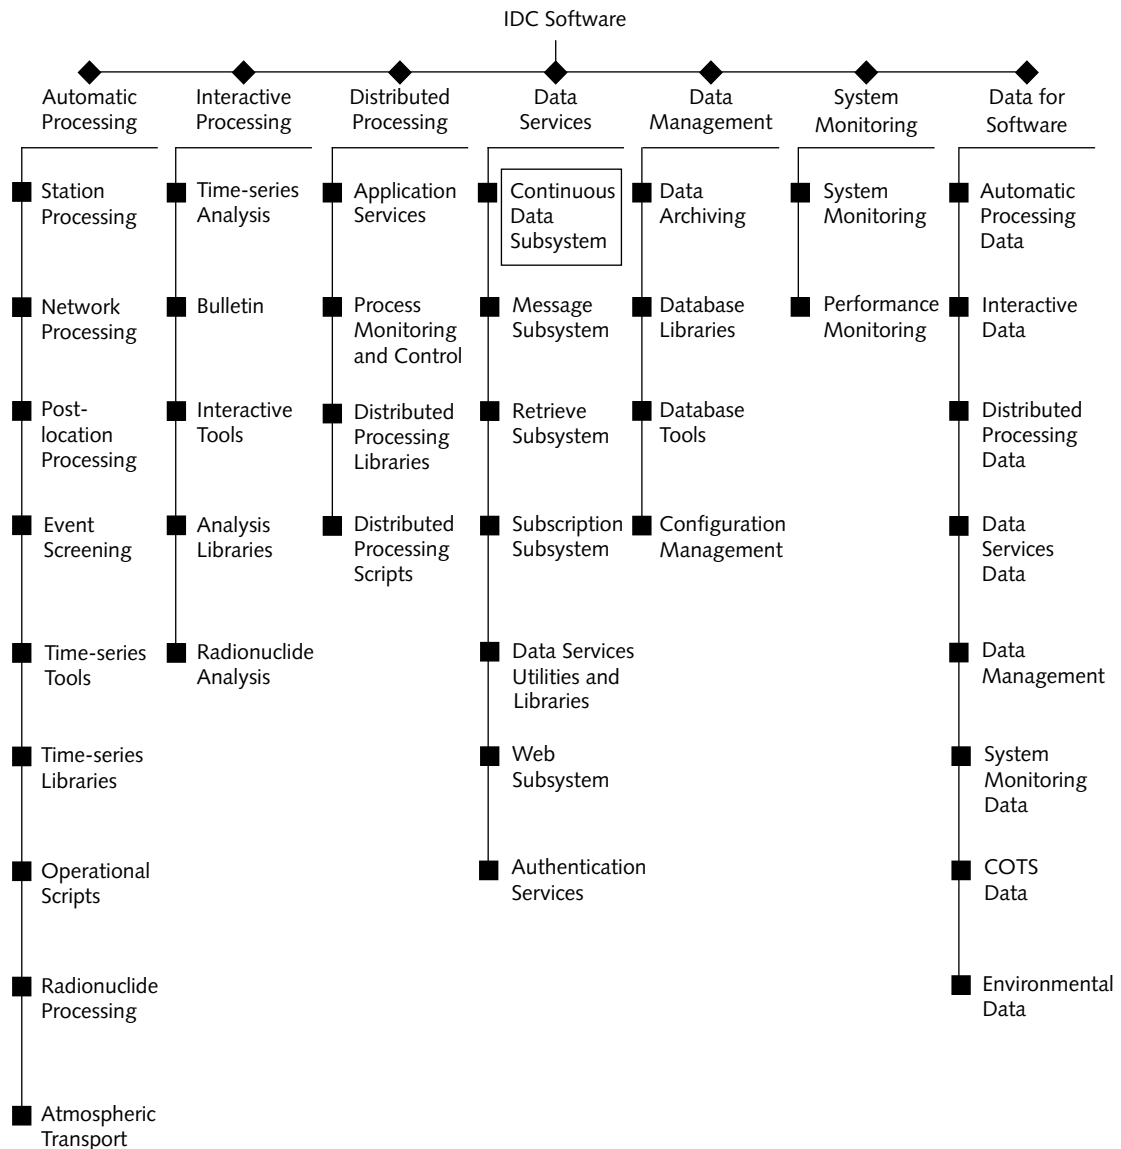 IDC Software
Automatic
Processing
Interactive
Processing
Distributed
Processing
Data
Services
Data
Management
System
Monitoring
Data for
Software
Station
Processing
Network
Processing
Post-
location
Processing
Event
Screening
Time-series
Tools
Time-series
Libraries
Operational
Scripts
Radionuclide
Processing
Atmospheric
Transport
Time-series
Analysis
Bulletin
Interactive
Tools
Analysis
Libraries
Radionuclide
Analysis
Application
Services
Process
Monitoring
and Control
Distributed
Processing
Libraries
Distributed
Processing
Scripts
Continuous
Data
Subsystem
Message
Subsystem
Retrieve
Subsystem
Subscription
Subsystem
Data Services
Utilities and
Libraries
Web
Subsystem
Authentication
Services
Data
Archiving
Database
Libraries
Database
Tools
Configuration
Management
System
Monitoring
Performance
Monitoring
Automatic
Processing
Data
Interactive
Data
Distributed
Processing
Data
Data
Services
Data
Data
Management
System
Monitoring
Data
COTS
Data
Environmental
Data